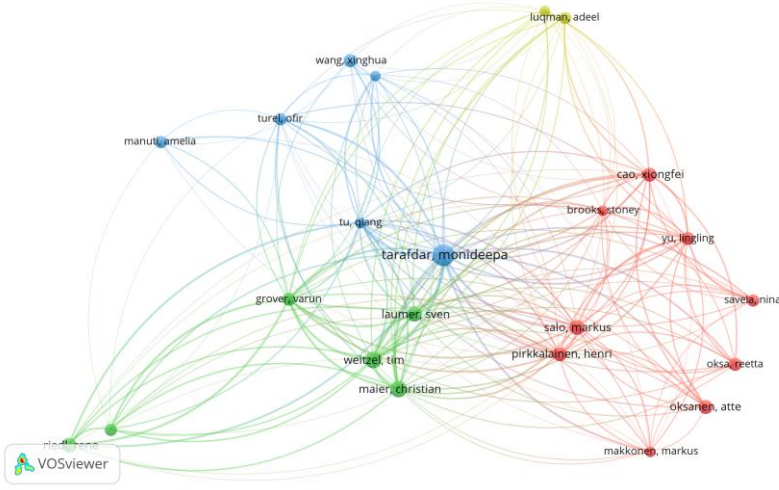 luqman, adeel
wang, xinghua
turel, ofir
manuti, amelia
cao, xiongfei
brooks, stoney
tu, qiang
yu, lingling
tarafdar, monideepa
grover, varun
savela, nina
laumer, sven
salo, markus
weitzel, tim
pirkkalainen, henri
oksa, reetta
maier, christian
oksanen, atte
riedl, rene
makkonen, markus
VOSviewer